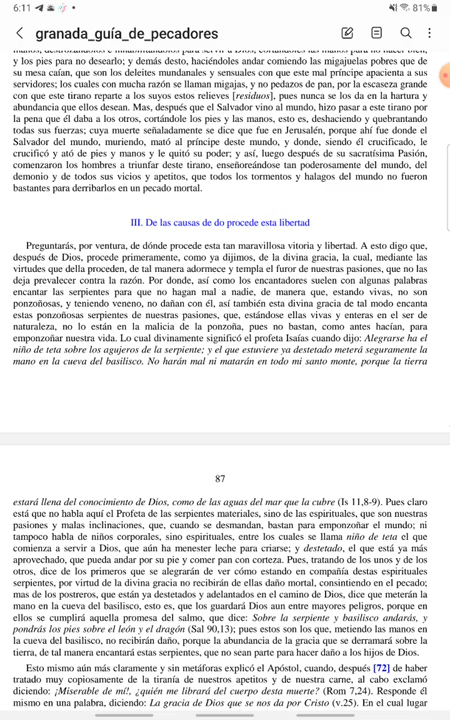 6:11
81%
granada_guía_de_pecadores
manos, destrozándolos e inhabilitándolos para servir a Dios, cortándoles las manos para no hacer bien,
y los pies para no desearlo; y demás desto, haciéndoles andar comiendo las migajuelas pobres que de
su mesa caían, que son los deleites mundanales y sensuales con que este mal príncipe apacienta a sus
servidores; los cuales con mucha razón se llaman migajas, y no pedazos de pan, por la escaseza grande
con que este tirano reparte a los suyos estos relieves [residuos], pues nunca se los da en la hartura y
abundancia que ellos desean. Mas, después que el Salvador vino al mundo, hizo pasar a este tirano por
la pena que él daba a los otros, cortándole los pies y las manos, esto es, deshaciendo y quebrantando
todas sus fuerzas; cuya muerte señaladamente se dice que fue en Jerusalén, porque ahí fue donde el
Salvador del mundo, muriendo, mató al príncipe deste mundo, y donde, siendo él crucificado, le
crucificó y ató de pies y manos y le quitó su poder; y así, luego después de su sacratísima Pasión,
comenzaron los hombres a triunfar deste tirano, enseñoreándose tan poderosamente del mundo, del
demonio y de todos sus vicios y apetitos, que todos los tormentos y halagos del mundo no fueron
bastantes para derribarlos en un pecado mortal.
III. De las causas de do procede esta libertad
Preguntarás, por ventura, de dónde procede esta tan maravillosa vitoria y libertad. A esto digo que,
después de Dios, procede primeramente, como ya dijimos, de la divina gracia, la cual, mediante las
virtudes que della proceden, de tal manera adormece y templa el furor de nuestras pasiones, que no las
deja prevalecer contra la razón. Por donde, así como los encantadores suelen con algunas palabras
encantar las serpientes para que no hagan mal a nadie, de manera que, estando vivas, no son
ponzoñosas, y teniendo veneno, no dañan con él, así también esta divina gracia de tal modo encanta
estas ponzoñosas serpientes de nuestras pasiones, que, estándose ellas vivas y enteras en el ser de
naturaleza, no lo están en la malicia de la ponzoña, pues no bastan, como antes hacían, para
emponzoñar nuestra vida. Lo cual divinamente significó el profeta Isaías cuando dijo: Alegrarse ha el
niño de teta sobre los agujeros de la serpiente; y el que estuviere ya destetado meterá seguramente la
mano en la cueva del basilisco. No harán mal ni matarán en todo mi santo monte, porque la tierra
87
estará llena del conocimiento de Dios, como de las aguas del mar que la cubre (Is 11,8-9). Pues claro
está que no habla aquí el Profeta de las serpientes materiales, sino de las espirituales, que son nuestras
pasiones y malas inclinaciones, que, cuando se desmandan, bastan para emponzoñar el mundo; ni
tampoco habla de niños corporales, sino espirituales, entre los cuales se llama niño de teta el que
comienza a servir a Dios, que aún ha menester leche para criarse; y destetado, el que está ya más
aprovechado, que puede andar por su pie y comer pan con corteza. Pues, tratando de los unos y de los
otros, dice de los primeros que se alegrarán de ver cómo estando en compañía destas espirituales
serpientes, por virtud de la divina gracia no recibirán de ellas daño mortal, consintiendo en el pecado;
mas de los postreros, que están ya destetados y adelantados en el camino de Dios, dice que meterán la
mano en la cueva del basilisco, esto es, que los guardará Dios aun entre mayores peligros, porque en
ellos se cumplirá aquella promesa del salmo, que dice: Sobre la serpiente y basilisco andarás, y
pondrás los pies sobre el león y el dragón (Sal 90,13); pues estos son los que, metiendo las manos en
la cueva del basilisco, no recibirán daño, porque la abundancia de la gracia que se derramará sobre la
tierra, de tal manera encantará estas serpientes, que no sean parte para hacer daño a los hijos de Dios.
Esto mismo aún más claramente y sin metáforas explicó el Apóstol, cuando, después [72] de haber
tratado muy copiosamente de la tiranía de nuestros apetitos y de nuestra carne, al cabo exclamó
diciendo: ¡Miserable de mí!, ¿quién me librará del cuerpo desta muerte? (Rom 7,24). Responde él
mismo en una palabra, diciendo: La gracia de Dios que se nos da por Cristo (v.25). En el cual lugar